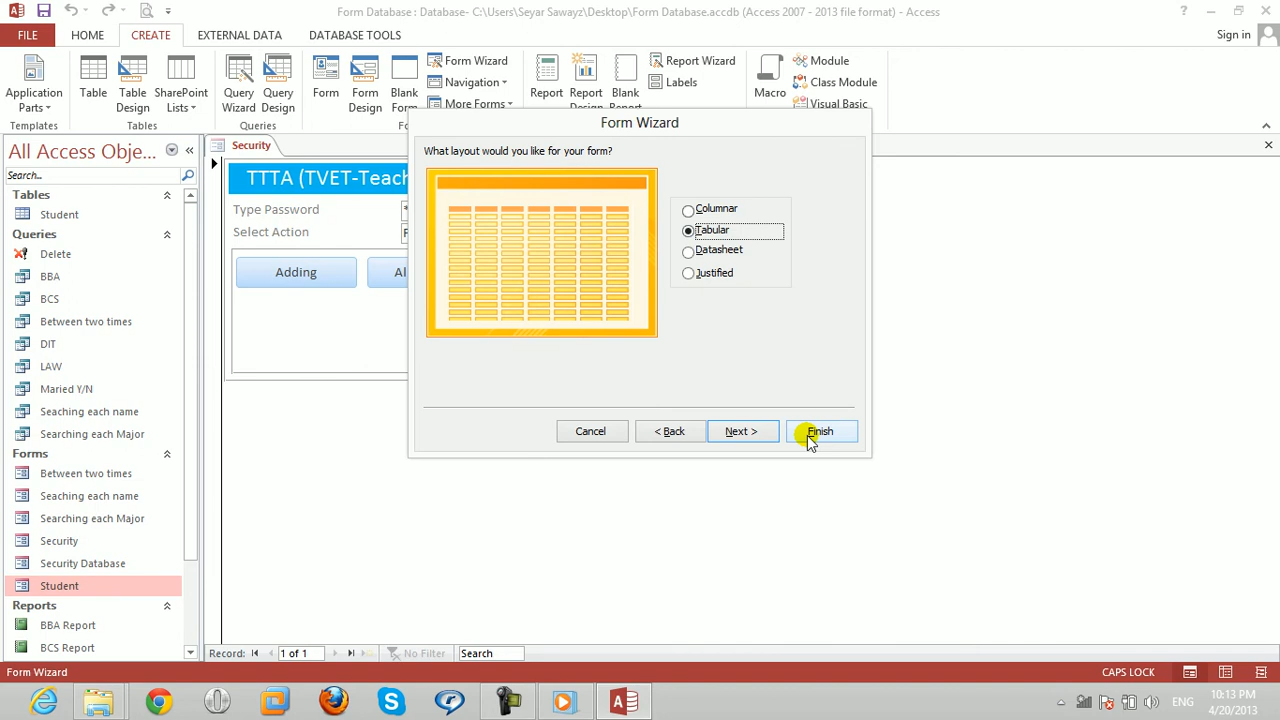 Form Database : Database- C:\Users\Seyar Sawayz\Desktop\Form Database.accdb (Access 2007 - 2013 file format) - Access
FILE HOME CREATE EXTERNAL DATA DATABASE TOOLS
Sign in
Application Parts
Table
Table Design
SharePoint Lists
Query Wizard
Query Design
Form
Form Design
Blank Form
Form Wizard
Navigation
More Forms
Report
Report Design
Blank Report
Report Wizard
Labels
Macro
Module
Class Module
Visual Basic
Templates
Tables
Queries
All Access Obje...
Search...
Tables
Student
Queries
Delete
BBA
BCS
Between two times
DIT
LAW
Maried Y/N
Seaching each name
Searching each Major
Forms
Between two times
Seaching each name
Searching each Major
Security
Security Database
Student
Reports
BBA Report
BCS Report
Security
TTTA (TVET-Teach
Type Password
Select Action
Adding
Al
Form Wizard
What layout would you like for your form?
Columnar
Tabular
Datasheet
Justified
Cancel
< Back
Next >
Finish
Record: 1 of 1 No Filter Search
Form Wizard
CAPS LOCK
ENG
10:13 PM
4/20/2013